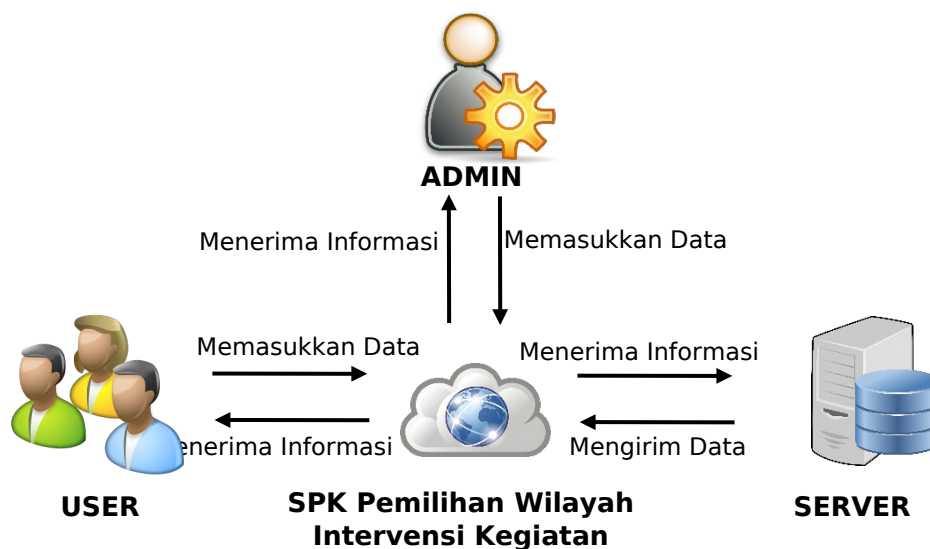 ADMIN
Menerima Informasi
Memasukkan Data
Memasukkan Data
Menerima Informasi
enerima Informasi
Mengirim Data
USER
SPK Pemilihan Wilayah
Intervensi Kegiatan
SERVER